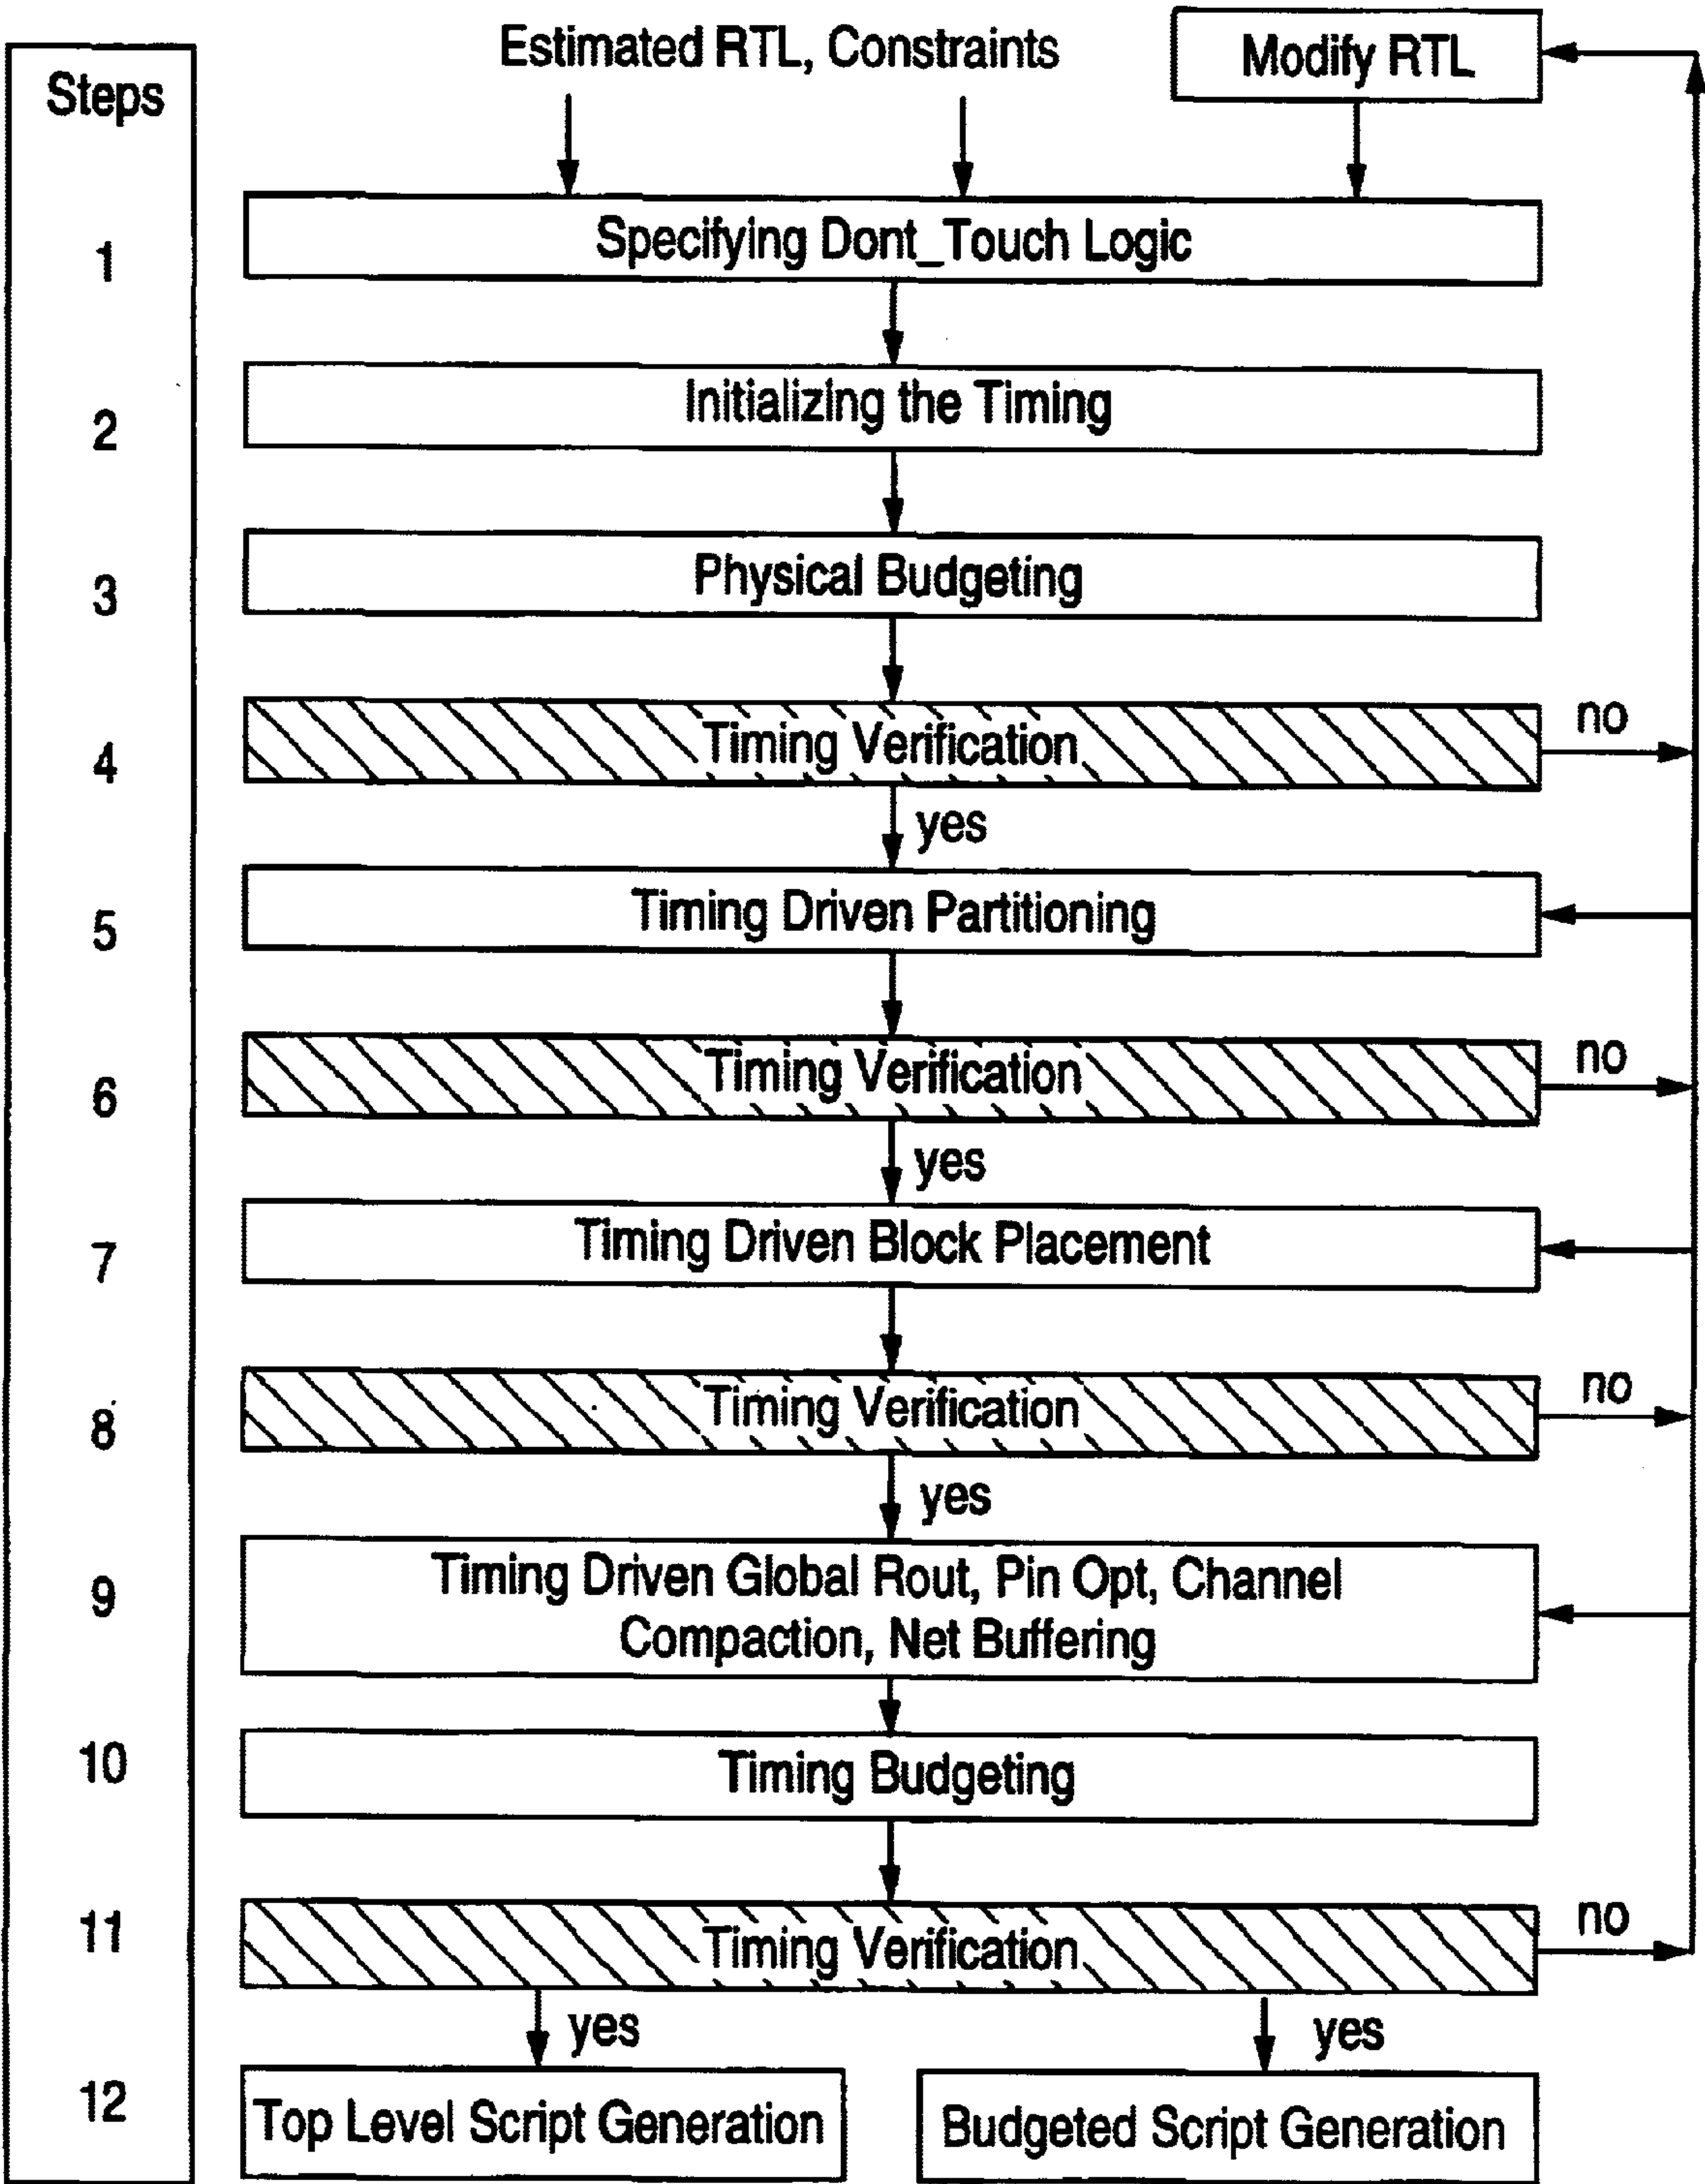 Estimated RTL, Constraints
Modify RTL
Steps
1
Specifying Dont_Touch Logic
2
Initializing the Timing
3
Physical Budgeting
4
Timing Verification
no
yes
5
Timing Driven Partitioning
6
Timing Verification
no
yes
7
Timing Driven Block Placement
8
Timing Verification
no
yes
9
Timing Driven Global Rout, Pin Opt, Channel
Compaction, Net Buffering
10
Timing Budgeting
11
Timing Verification
no
yes
yes
12
Top Level Script Generation
Budgeted Script Generation